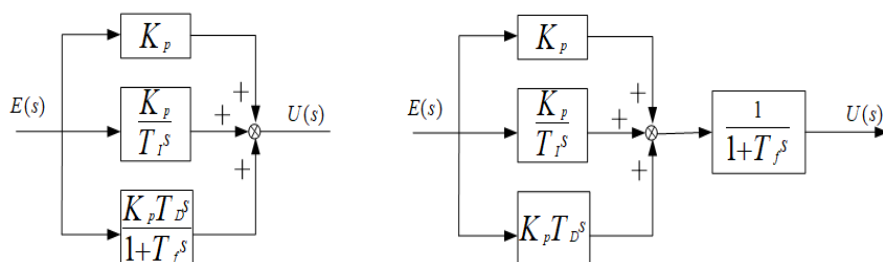 K_p
E(s)
K_p
T_I s
+
+
+
U(s)
K_p T_D s
1+T_f s
K_p
E(s)
K_p
T_I s
+
+
+
1
1+T_f s
U(s)
K_p T_D s